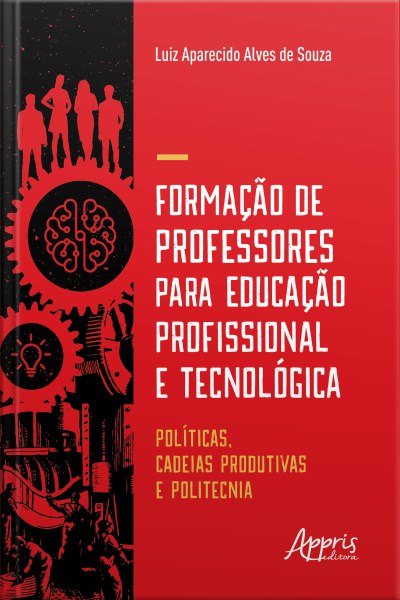 Luiz Aparecido Alves de Souza
FORMAÇÃO DE
PROFESSORES
PARA EDUCAÇÃO
PROFISSIONAL
E TECNOLÓGICA
POLÍTICAS,
CADEIAS PRODUTIVAS
E POLITECNIA
Appris
editora